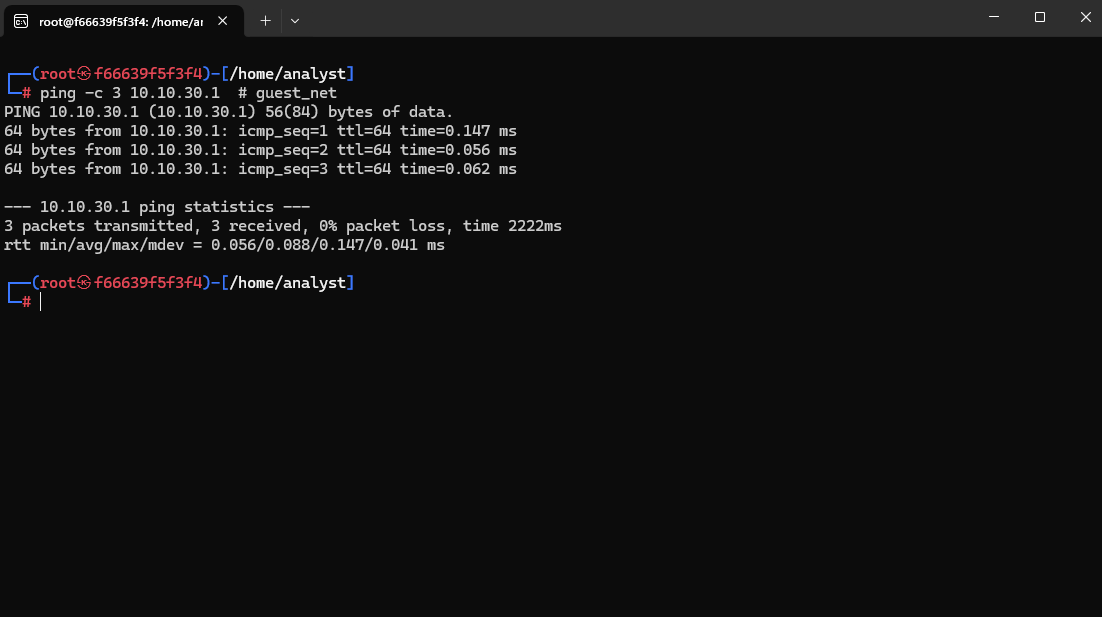 root@f66639f5f3f4: /home/ar
┌──(root㉿f66639f5f3f4)-[/home/analyst]
└─# ping -c 3 10.10.30.1  # guest_net
PING 10.10.30.1 (10.10.30.1) 56(84) bytes of data.
64 bytes from 10.10.30.1: icmp_seq=1 ttl=64 time=0.147 ms
64 bytes from 10.10.30.1: icmp_seq=2 ttl=64 time=0.056 ms
64 bytes from 10.10.30.1: icmp_seq=3 ttl=64 time=0.062 ms
--- 10.10.30.1 ping statistics ---
3 packets transmitted, 3 received, 0% packet loss, time 2222ms
rtt min/avg/max/mdev = 0.056/0.088/0.147/0.041 ms
┌──(root㉿f66639f5f3f4)-[/home/analyst]
└─#